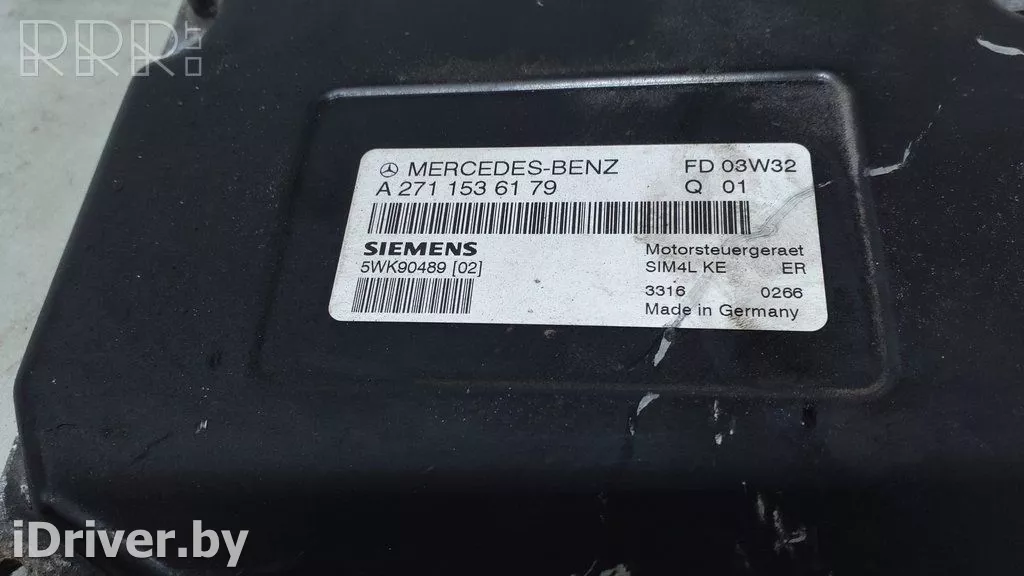 RRR:
MERCEDES-BENZ FD 03W32
A 271 153 61 79 Q 01
SIEMENS Motorsteuergeraet
5WK90489 [02] SIM4L KE ER
3316 0266
Made in Germany
iDriver.by